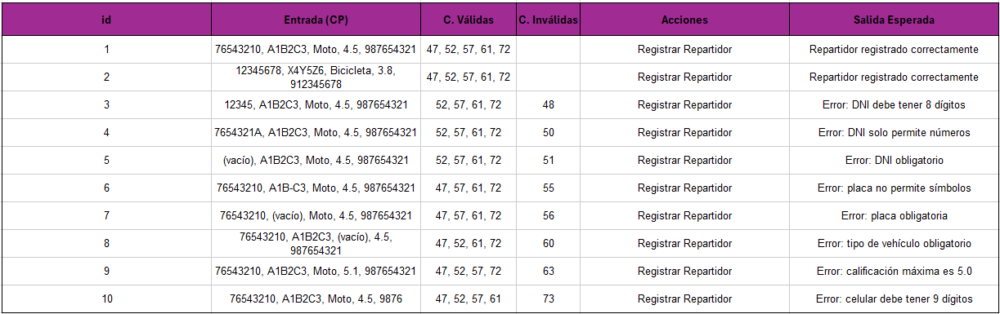 id Entrada (CP) C. Válidas C. Inválidas Acciones Salida Esperada
1 76543210, A1B2C3, Moto, 4.5, 987654321 47, 52, 57, 61, 72 Registrar Repartidor Repartidor registrado correctamente
2 12345678, X4Y5Z6, Bicicleta, 3.8, 912345678 47, 52, 57, 61, 72 Registrar Repartidor Repartidor registrado correctamente
3 12345, A1B2C3, Moto, 4.5, 987654321 52, 57, 61, 72 48 Registrar Repartidor Error: DNI debe tener 8 dígitos
4 7654321A, A1B2C3, Moto, 4.5, 987654321 52, 57, 61, 72 50 Registrar Repartidor Error: DNI solo permite números
5 (vacío), A1B2C3, Moto, 4.5, 987654321 52, 57, 61, 72 51 Registrar Repartidor Error: DNI obligatorio
6 76543210, A1B-C3, Moto, 4.5, 987654321 47, 57, 61, 72 55 Registrar Repartidor Error: placa no permite símbolos
7 76543210, (vacío), Moto, 4.5, 987654321 47, 57, 61, 72 56 Registrar Repartidor Error: placa obligatoria
8 76543210, A1B2C3, (vacío), 4.5, 987654321 47, 52, 61, 72 60 Registrar Repartidor Error: tipo de vehículo obligatorio
9 76543210, A1B2C3, Moto, 5.1, 987654321 47, 52, 57, 72 63 Registrar Repartidor Error: calificación máxima es 5.0
10 76543210, A1B2C3, Moto, 4.5, 9876 47, 52, 57, 61 73 Registrar Repartidor Error: celular debe tener 9 dígitos